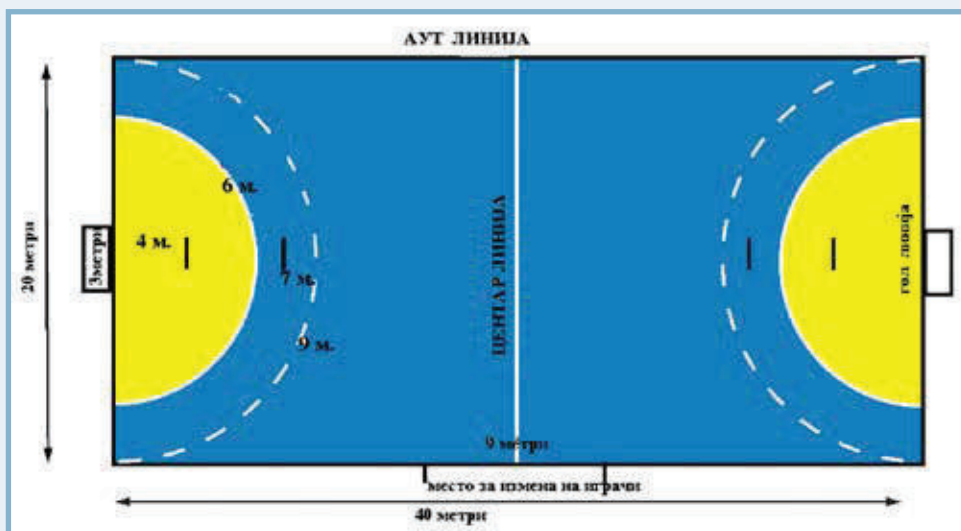 АУТ ЛИНИЈА
6 м.
4 м.
7 м.
9 м.
3метри
20 метри
ЦЕНТАР ЛИНИЈА
гол линија
9 метри
место за измена на играчи
40 метри